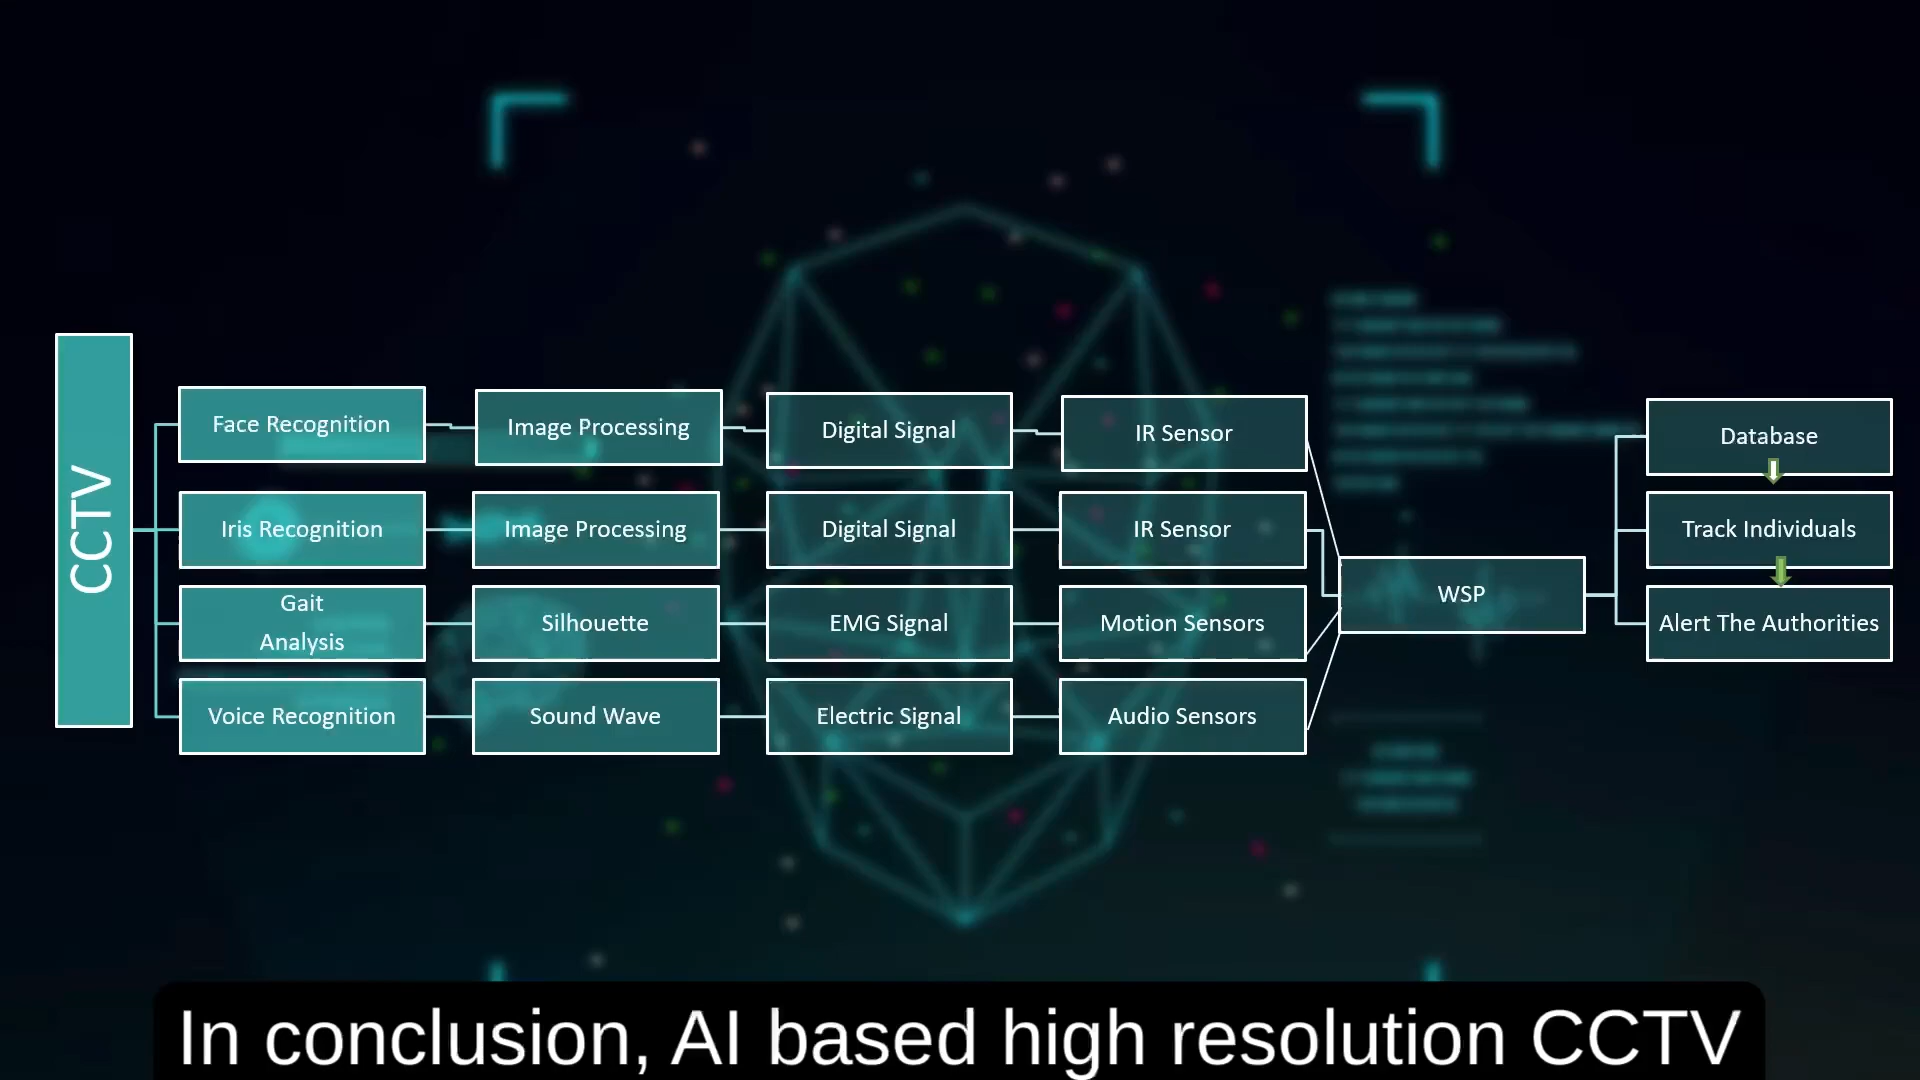 CCTV
Face Recognition
Image Processing
Digital Signal
IR Sensor
Iris Recognition
Image Processing
Digital Signal
IR Sensor
Gait
Analysis
Silhouette
EMG Signal
Motion Sensors
Voice Recognition
Sound Wave
Electric Signal
Audio Sensors
WSP
Database
Track Individuals
Alert The Authorities
In conclusion, AI based high resolution CCTV